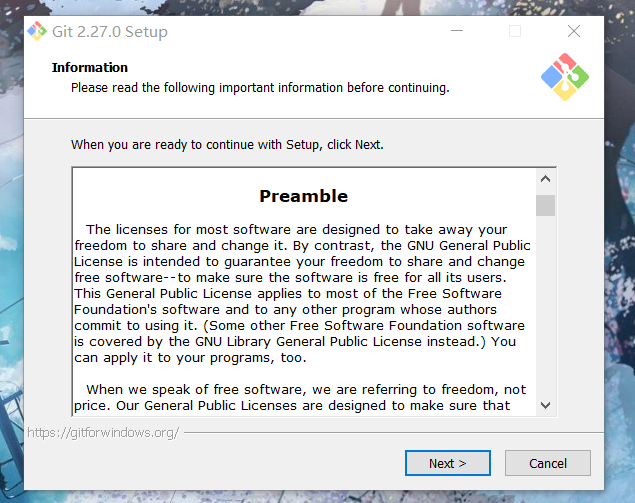 Git 2.27.0 Setup
Information
Please read the following important information before continuing.
When you are ready to continue with Setup, click Next.
Preamble
The licenses for most software are designed to take away your
freedom to share and change it. By contrast, the GNU General Public
License is intended to guarantee your freedom to share and change
free software--to make sure the software is free for all its users.
This General Public License applies to most of the Free Software
Foundation's software and to any other program whose authors
commit to using it. (Some other Free Software Foundation software
is covered by the GNU Library General Public License instead.) You
can apply it to your programs, too.
When we speak of free software, we are referring to freedom, not
price. Our General Public Licenses are designed to make sure that
https://gitforwindows.org/
Next >
Cancel